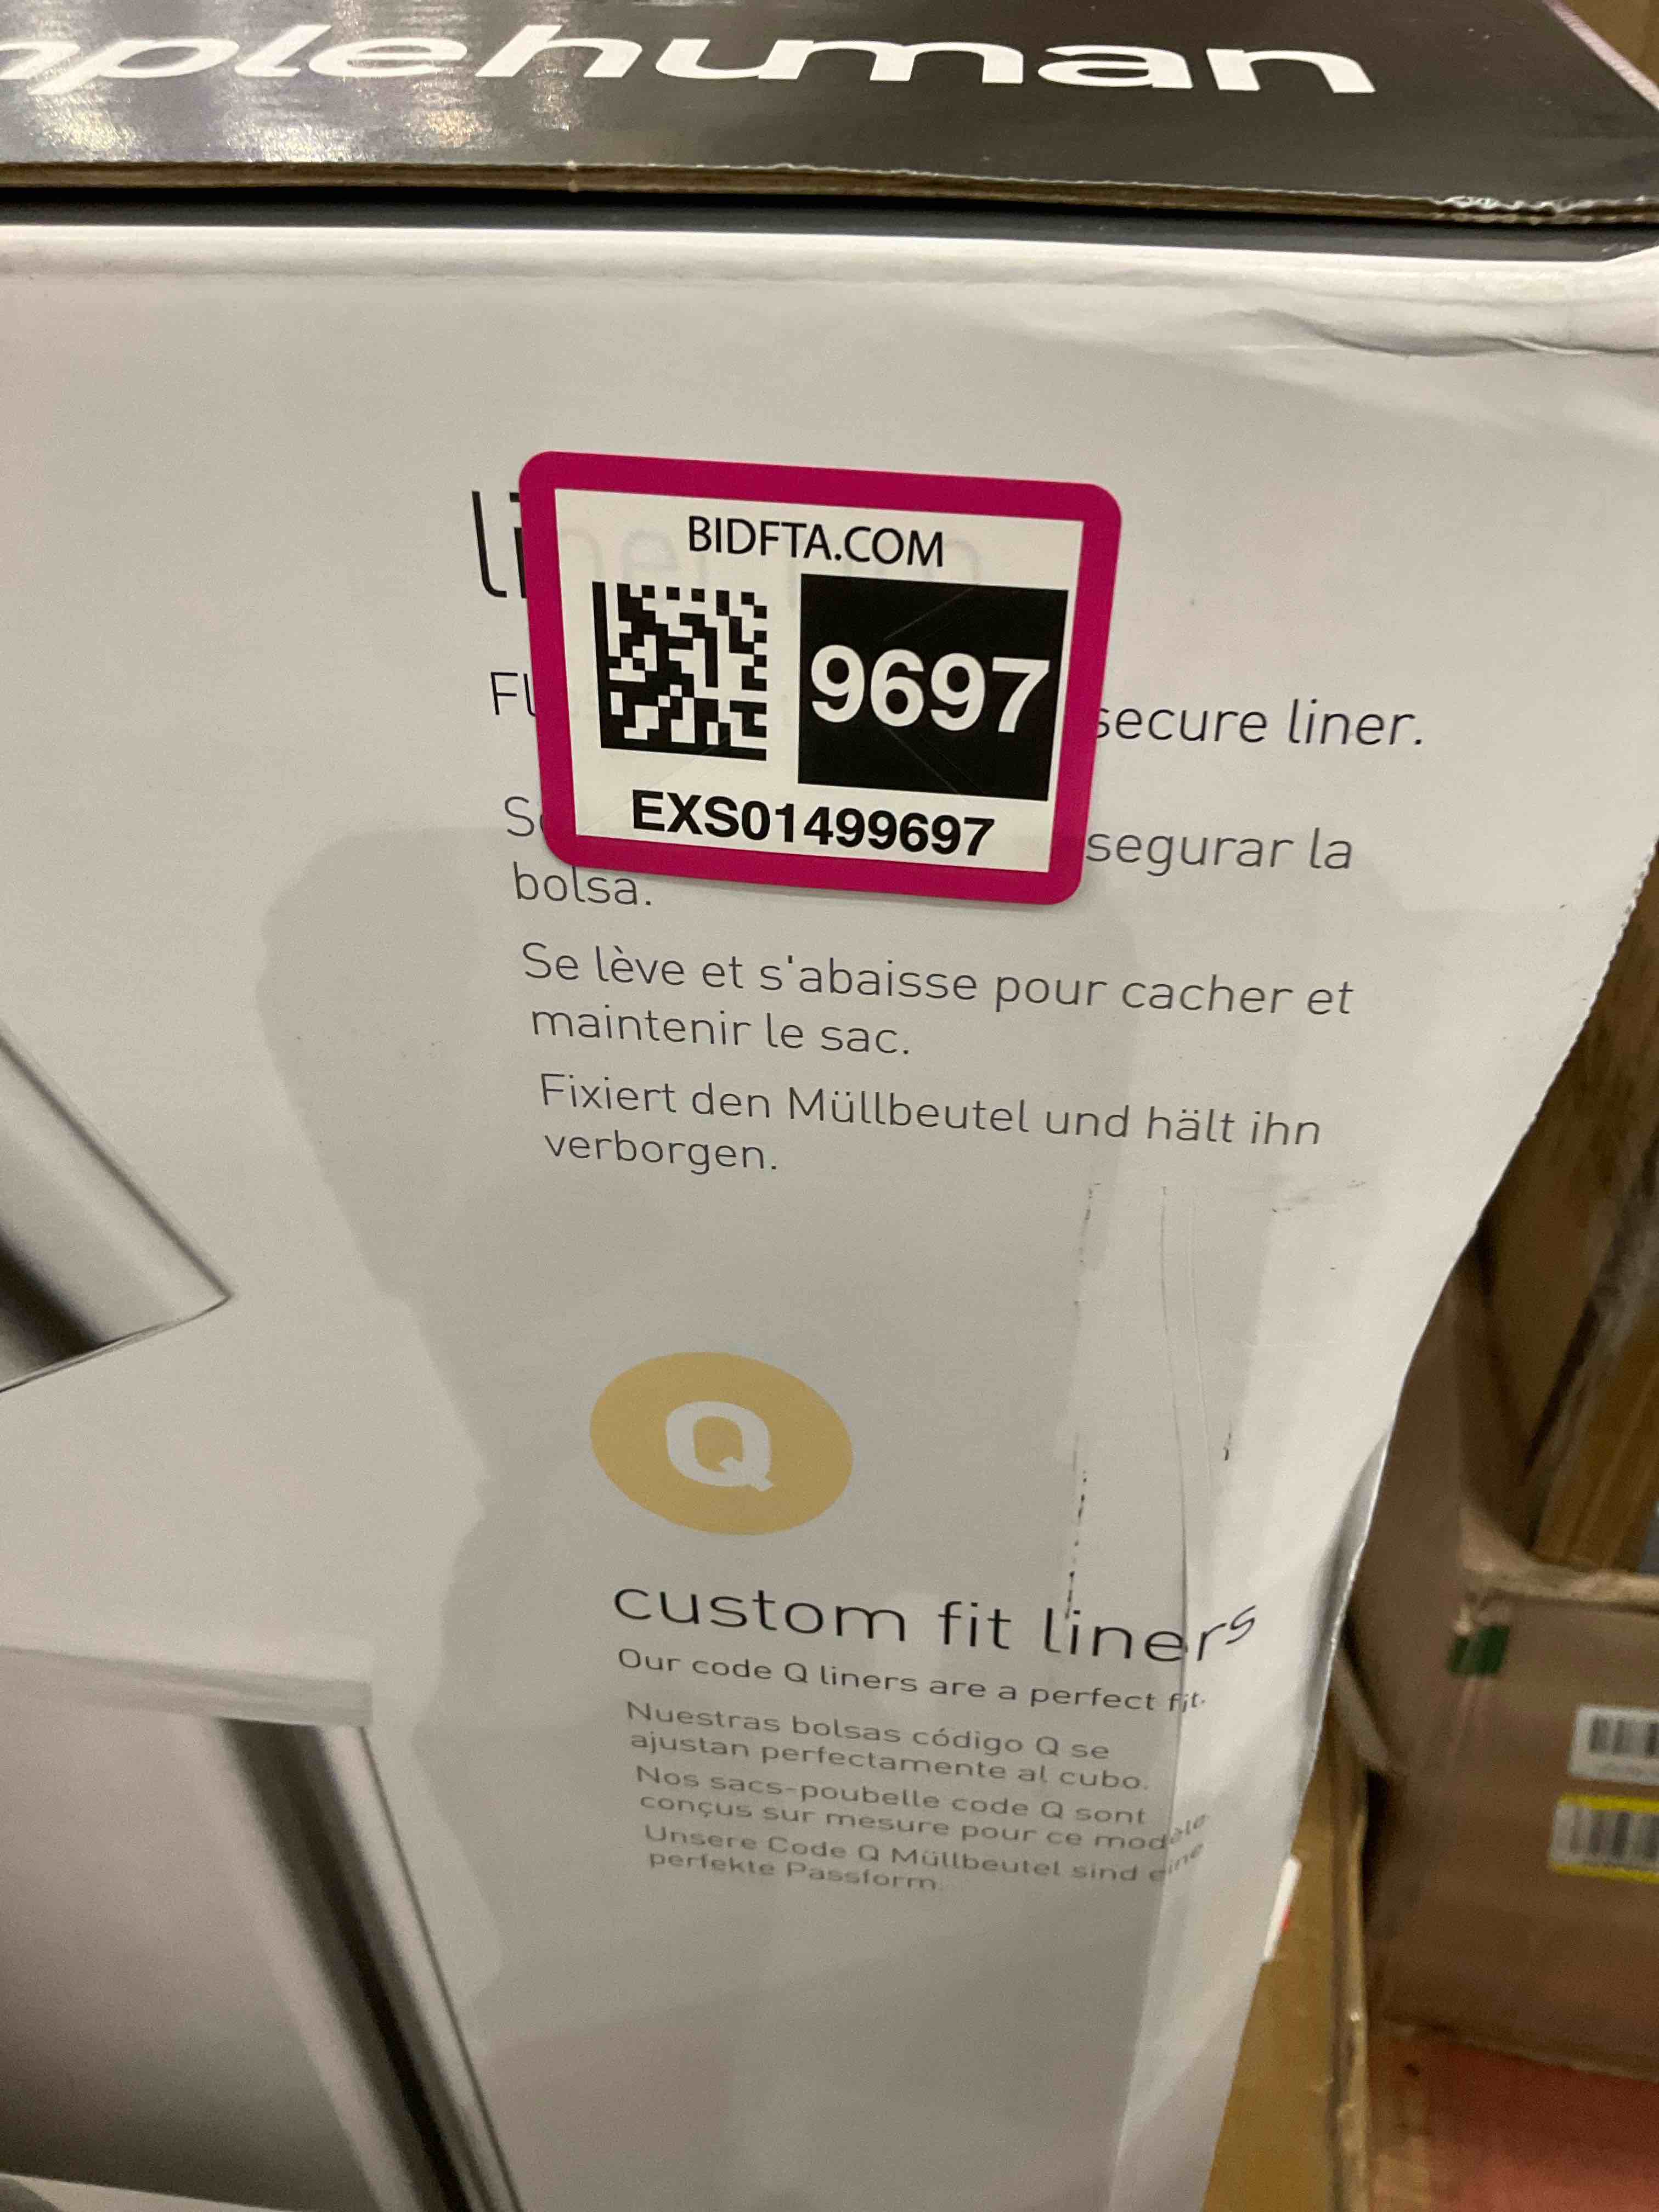 plehuman
BIDFTA.COM
9697
EXS01499697
secure liner.
segurar la
bolsa.
Se lève et s'abaisse pour cacher et
maintenir le sac.
Fixiert den Müllbeutel und hält ihn
verborgen.
Q
custom fit liners
Our code Q liners are a perfect fit.
Nuestras bolsas código Q se
ajustan perfectamente al cubo.
Nos sacs-poubelle code Q sont
conçus sur mesure pour ce modèle.
Unsere Code Q Müllbeutel sind eine
perfekte Passform.